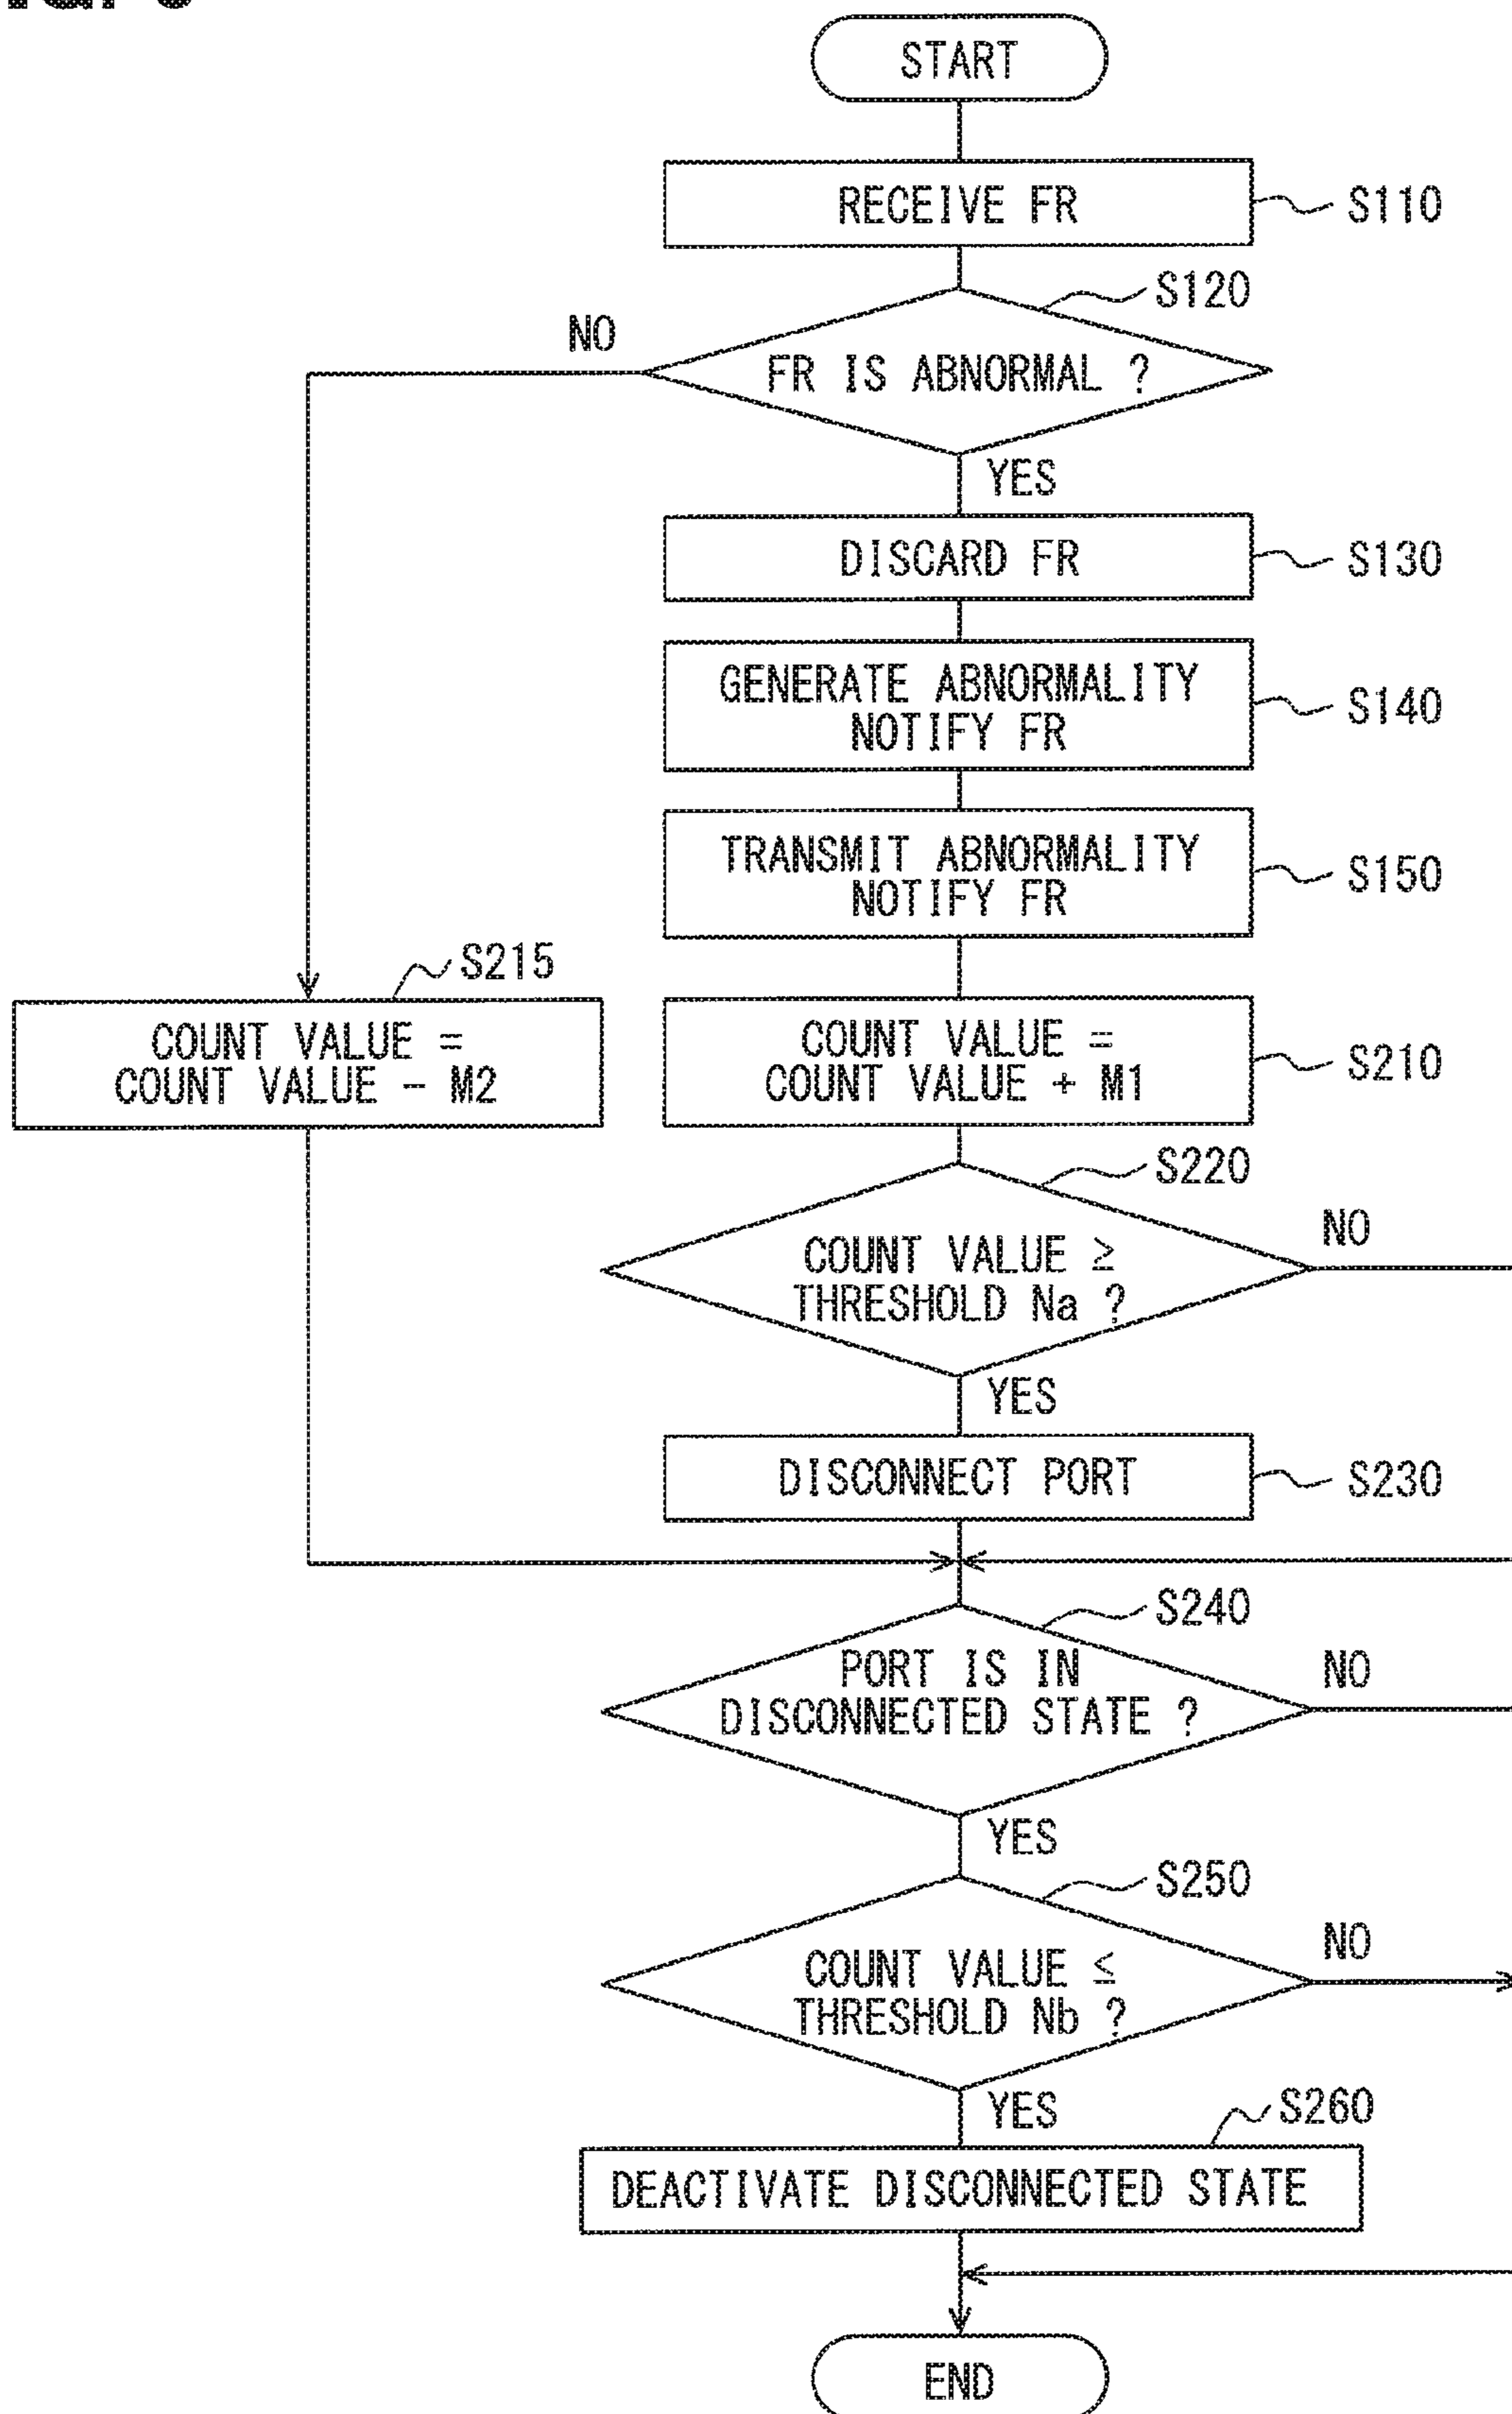 START
RECEIVE FR
S110
S120
NO
FR IS ABNORMAL ?
YES
DISCARD FR
S130
GENERATE ABNORMALITY
NOTIFY FR
S140
TRANSMIT ABNORMALITY
NOTIFY FR
S150
S215
COUNT VALUE =
COUNT VALUE - M2
COUNT VALUE =
COUNT VALUE + M1
S210
S220
NO
COUNT VALUE ≥
THRESHOLD Na ?
YES
DISCONNECT PORT
S230
S240
PORT IS IN
DISCONNECTED STATE ?
NO
YES
S250
NO
COUNT VALUE ≤
THRESHOLD Nb ?
YES
S260
DEACTIVATE DISCONNECTED STATE
END